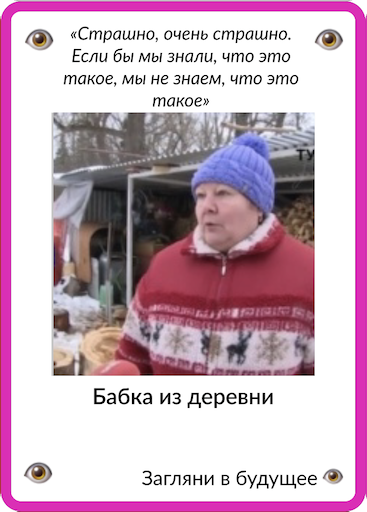 «Страшно, очень страшно.
Если бы мы знали, что это
такое, мы не знаем, что это
такое»
ТУ
Бабка из деревни
Загляни в будущее